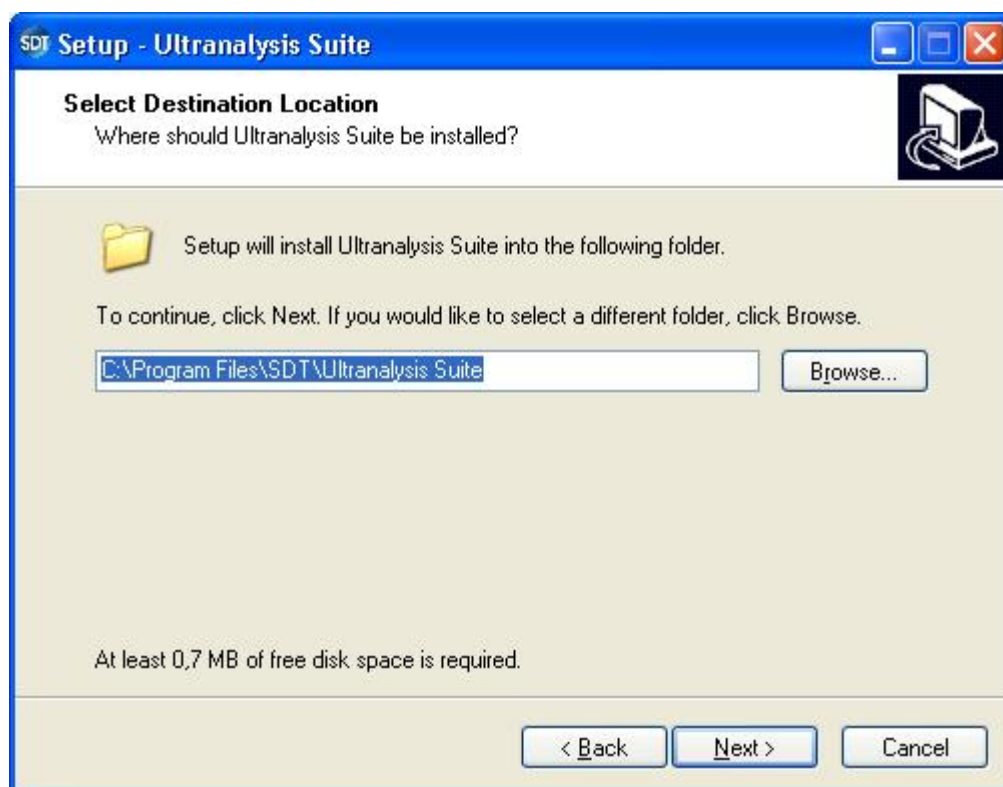 SDT Setup - Ultranalysis Suite
Select Destination Location
Where should Ultranalysis Suite be installed?
Setup will install Ultranalysis Suite into the following folder.
To continue, click Next. If you would like to select a different folder, click Browse.
C:\Program Files\SDT\Ultranalysis Suite
Browse...
At least 0,7 MB of free disk space is required.
< Back
Next >
Cancel